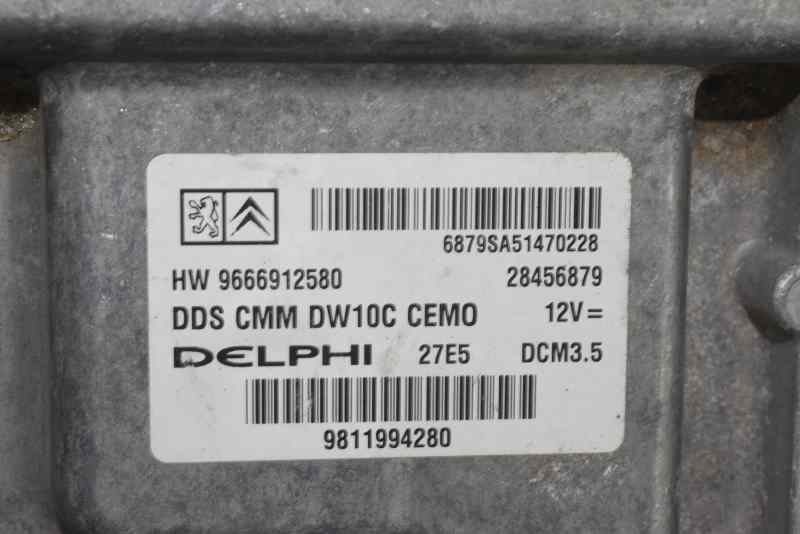 6879SA51470228
HW 9666912580 28456879
DDS CMM DW10C CEMO 12V =
DELPHI 27E5 DCM3.5
9811994280